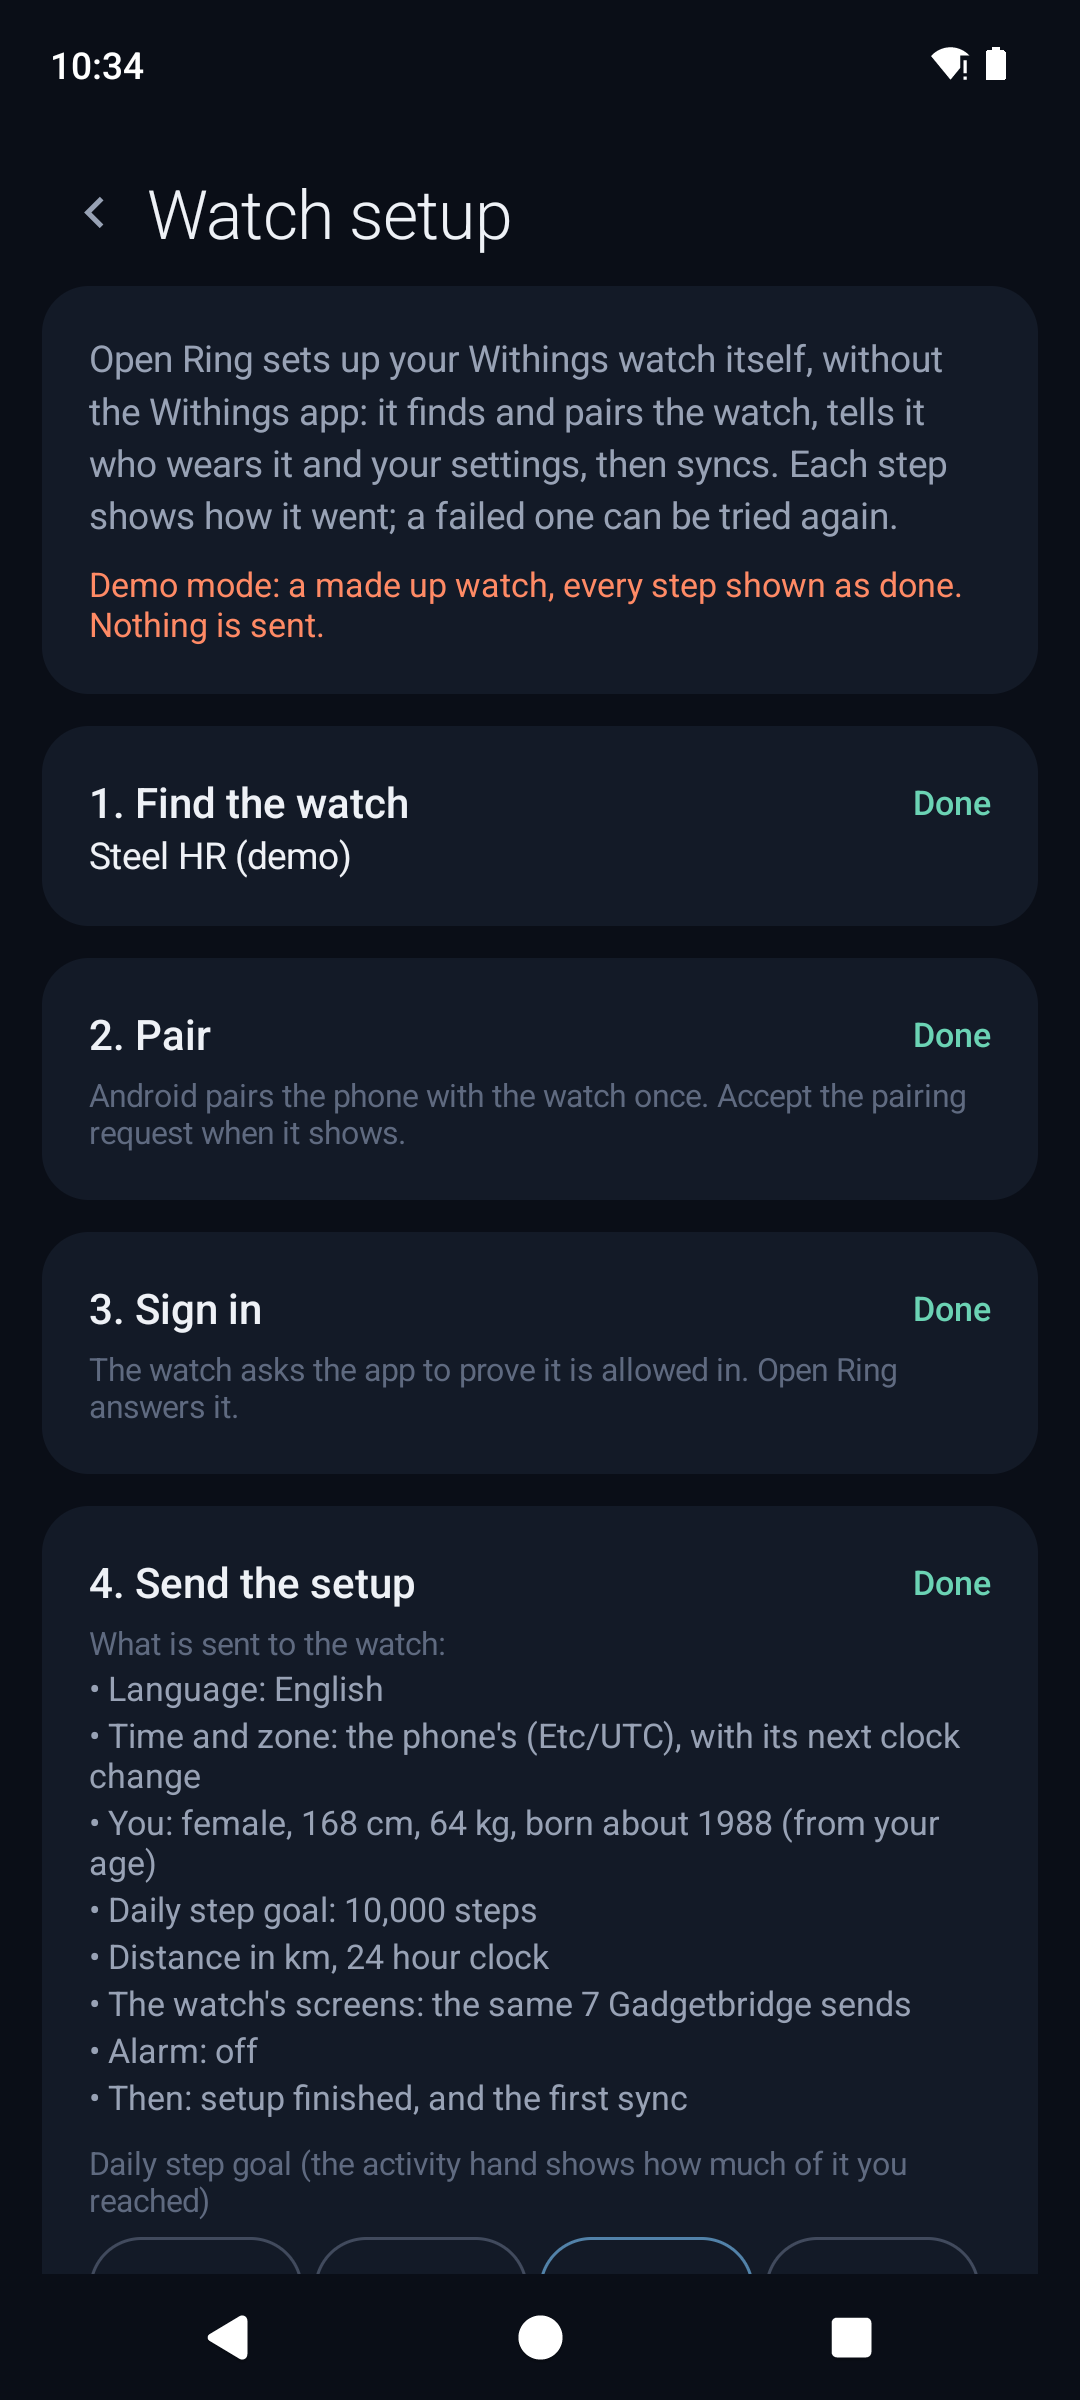 10:34
Watch setup
Open Ring sets up your Withings watch itself, without
the Withings app: it finds and pairs the watch, tells it
who wears it and your settings, then syncs. Each step
shows how it went; a failed one can be tried again.
Demo mode: a made up watch, every step shown as done.
Nothing is sent.
1. Find the watch Done
Steel HR (demo)
2. Pair Done
Android pairs the phone with the watch once. Accept the pairing
request when it shows.
3. Sign in Done
The watch asks the app to prove it is allowed in. Open Ring
answers it.
4. Send the setup Done
What is sent to the watch:
• Language: English
• Time and zone: the phone's (Etc/UTC), with its next clock
change
• You: female, 168 cm, 64 kg, born about 1988 (from your
age)
• Daily step goal: 10,000 steps
• Distance in km, 24 hour clock
• The watch's screens: the same 7 Gadgetbridge sends
• Alarm: off
• Then: setup finished, and the first sync
Daily step goal (the activity hand shows how much of it you
reached)